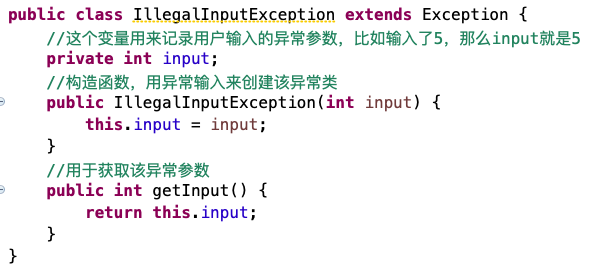 public class IllegalInputException extends Exception {
    //这个变量用来记录用户输入的异常参数，比如输入了5，那么input就是5
    private int input;
    //构造函数，用异常输入来创建该异常类
    public IllegalInputException(int input) {
        this.input = input;
    }
    //用于获取该异常参数
    public int getInput() {
        return this.input;
    }
}